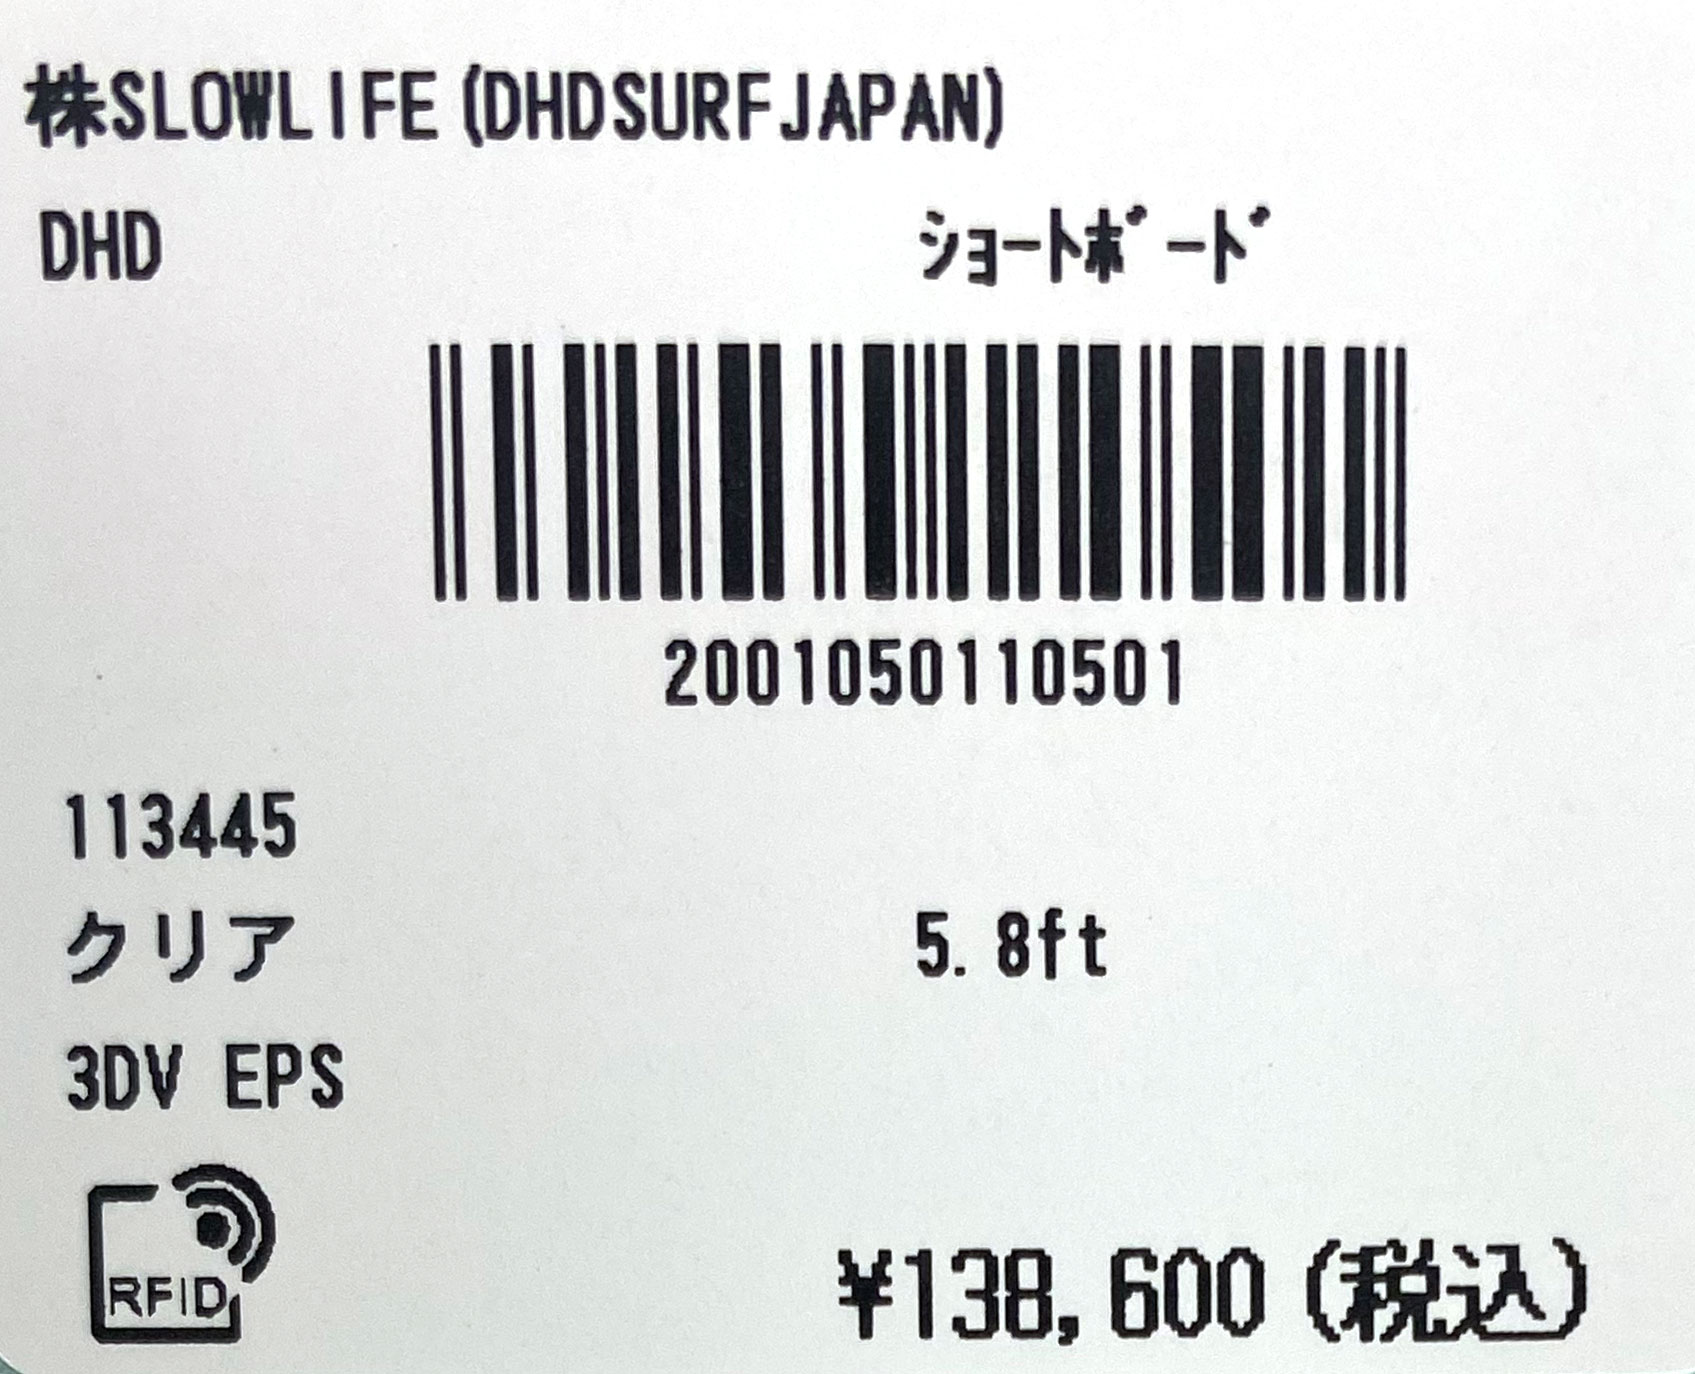 株SLOWLIFE(DHDSURFJAPAN)
DHD ｼｮｰﾄﾎﾞｰﾄﾞ
2001050110501
113445
クリア 5.8ft
3DV EPS
RFID
¥138,600(税込)